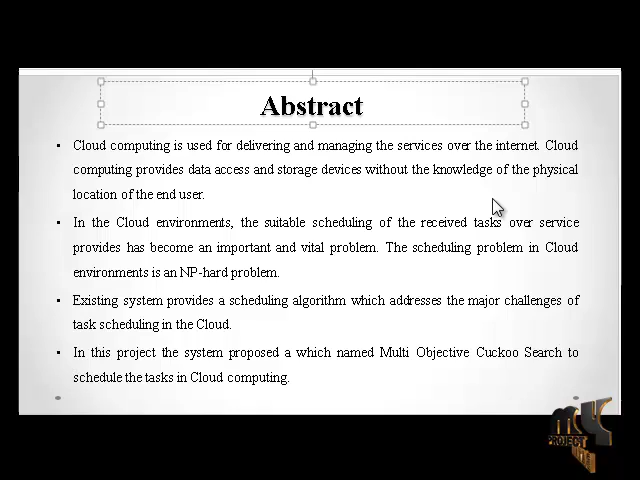 Abstract
• Cloud computing is used for delivering and managing the services over the internet. Cloud
computing provides data access and storage devices without the knowledge of the physical
location of the end user.
• In the Cloud environments, the suitable scheduling of the received tasks over service
provides has become an important and vital problem. The scheduling problem in Cloud
environments is an NP-hard problem.
• Existing system provides a scheduling algorithm which addresses the major challenges of
task scheduling in the Cloud.
• In this project the system proposed a which named Multi Objective Cuckoo Search to
schedule the tasks in Cloud computing.
PROJECT